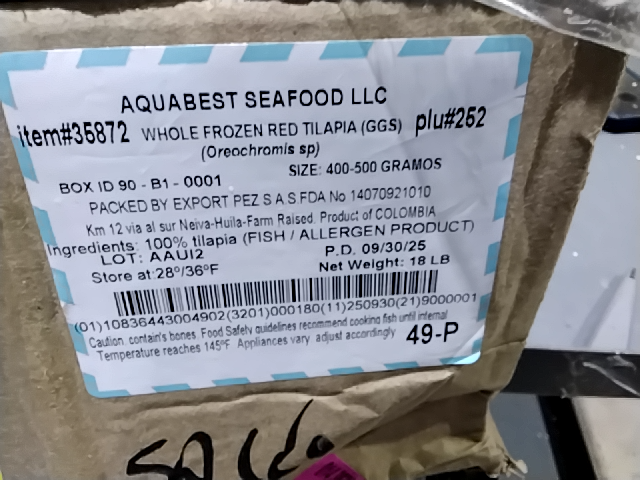 AQUABEST SEAFOOD LLC
item#35872 WHOLE FROZEN RED TILAPIA (GGS) plu#252
(Oreochromis sp)
SIZE: 400-500 GRAMOS
BOX ID 90 - B1 - 0001
PACKED BY EXPORT PEZ S A S FDA No 14070921010
Km 12 via al sur Neiva-Huila-Farm Raised. Product of COLOMBIA
Ingredients: 100% tilapia (FISH / ALLERGEN PRODUCT)
LOT: AAUI2 P.D. 09/30/25
Store at:28º/36ºF Net Weight: 18 LB
(01)10836443004902(3201)000180(11)250930(21)9000001
Caution, contain's bones. Food Safety guidelines recommend cooking fish until internal
Temperature reaches 145ºF. Appliances vary adjust accordingly 49-P